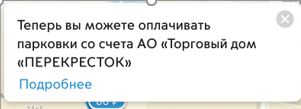 Теперь вы можете оплачивать
парковки со счета АО «Торговый дом
«ПЕРЕКРЕСТОК»
Подробнее